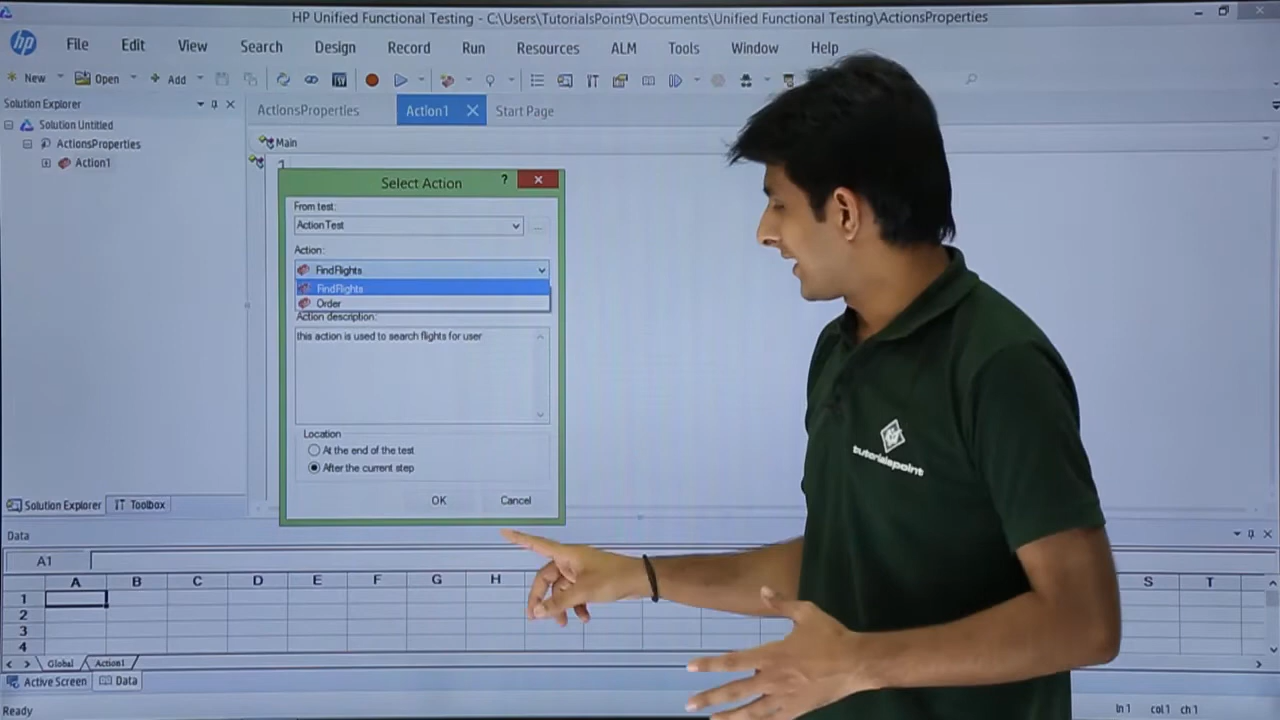 HP Unified Functional Testing - C:\Users\TutorialsPoint9\Documents\Unified Functional Testing\ActionsProperties
hp File Edit View Search Design Record Run Resources ALM Tools Window Help
New Open Add
Solution Explorer
ActionsProperties Action1 Start Page
Solution Untitled
ActionsProperties
Action1
Main
1
Select Action ?
From test:
ActionTest
Action:
FindFlights
FindFlights
Order
Action description:
this action is used to search flights for user
Location
At the end of the test
After the current step
OK Cancel
Solution Explorer Toolbox
Data
A1
A B C D E F G H S T
1
2
3
4
Global Action1
Active Screen Data
Ready
ln 1 col 1 ch 1
tutorialspoint